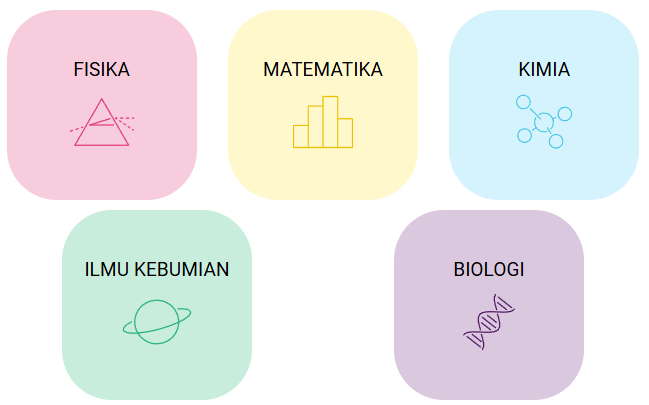 FISIKA
MATEMATIKA
KIMIA
ILMU KEBUMIAN
BIOLOGI